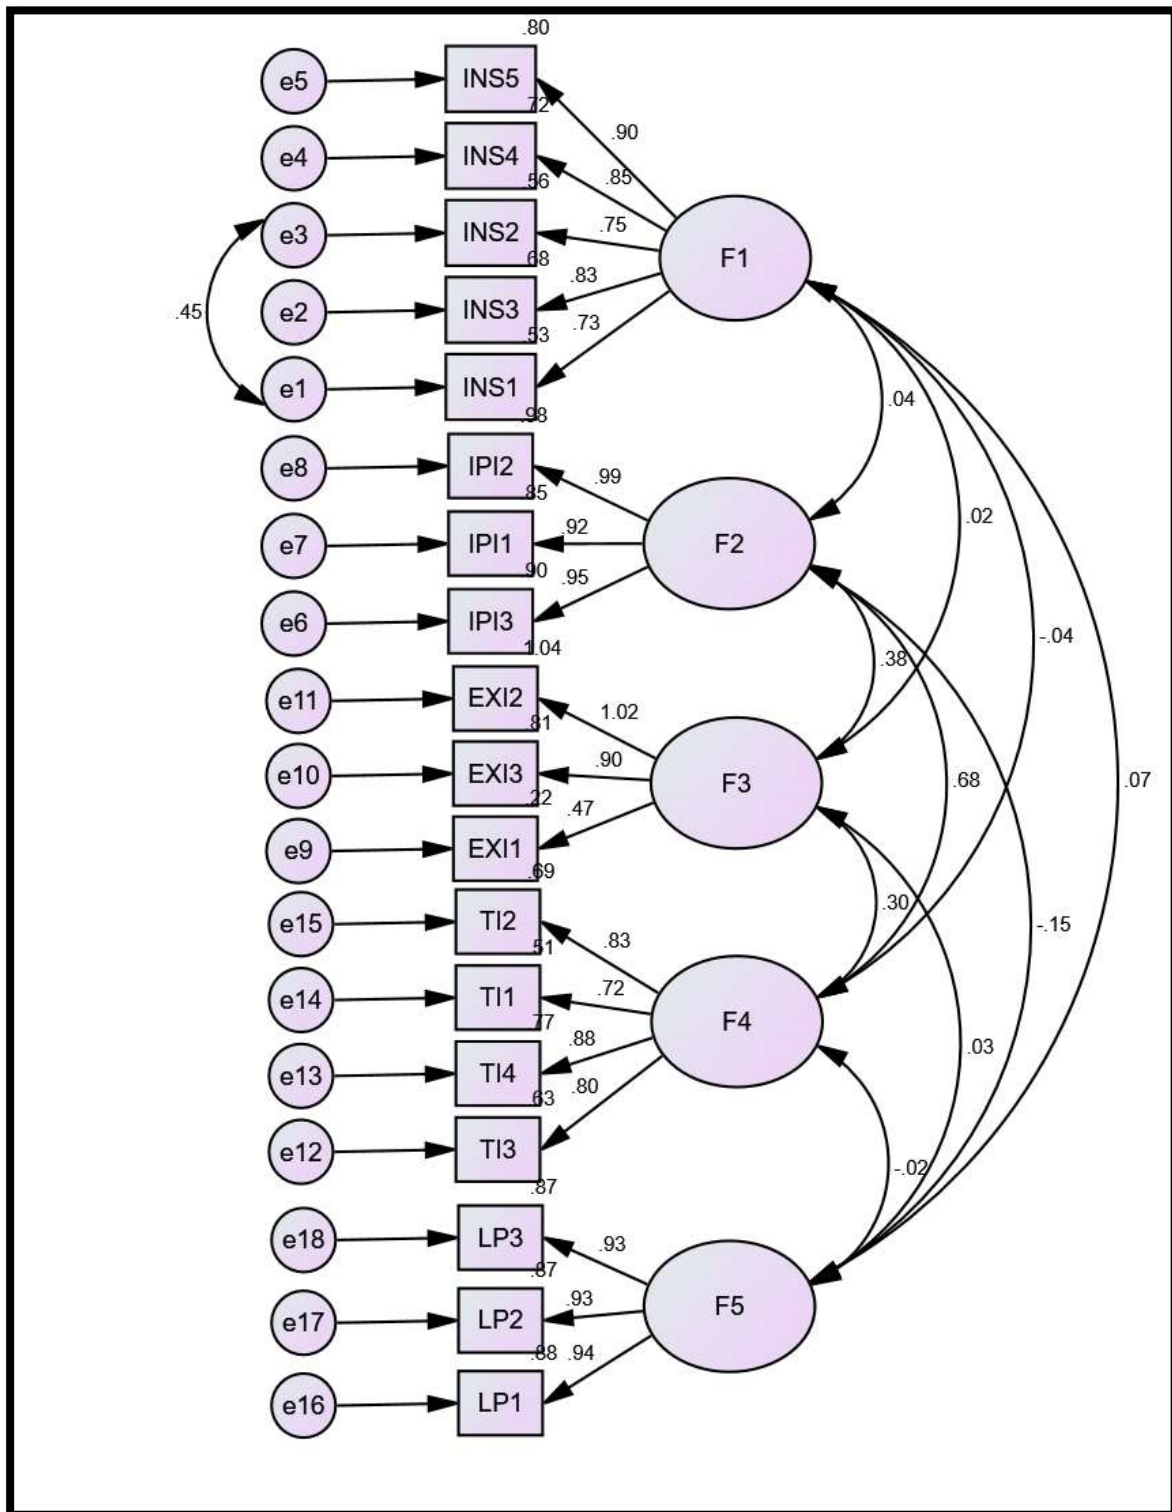 .80
e5 INS5
.72
.90
e4 INS4
.56 .85
e3 INS2 .75
.68 F1
.45 e2 INS3 .83
.53 .73
e1 INS1
.98 .04
e8 IPI2 .99
.85
.02
e7 IPI1 .92 F2
.90 .95
e6 IPI3
1.04 -.04
.38
e11 EXI2 1.02
.81
e10 EXI3 .90 F3 .68 .07
.22 .47
e9 EXI1
.69
.30
e15 TI2 .83 -.15
.51
e14 TI1 .72 F4
.77 .88 .03
e13 TI4
.63 .80
e12 TI3
.87 -.02
e18 LP3 .93
.87
e17 LP2 .93 F5
.88 .94
e16 LP1